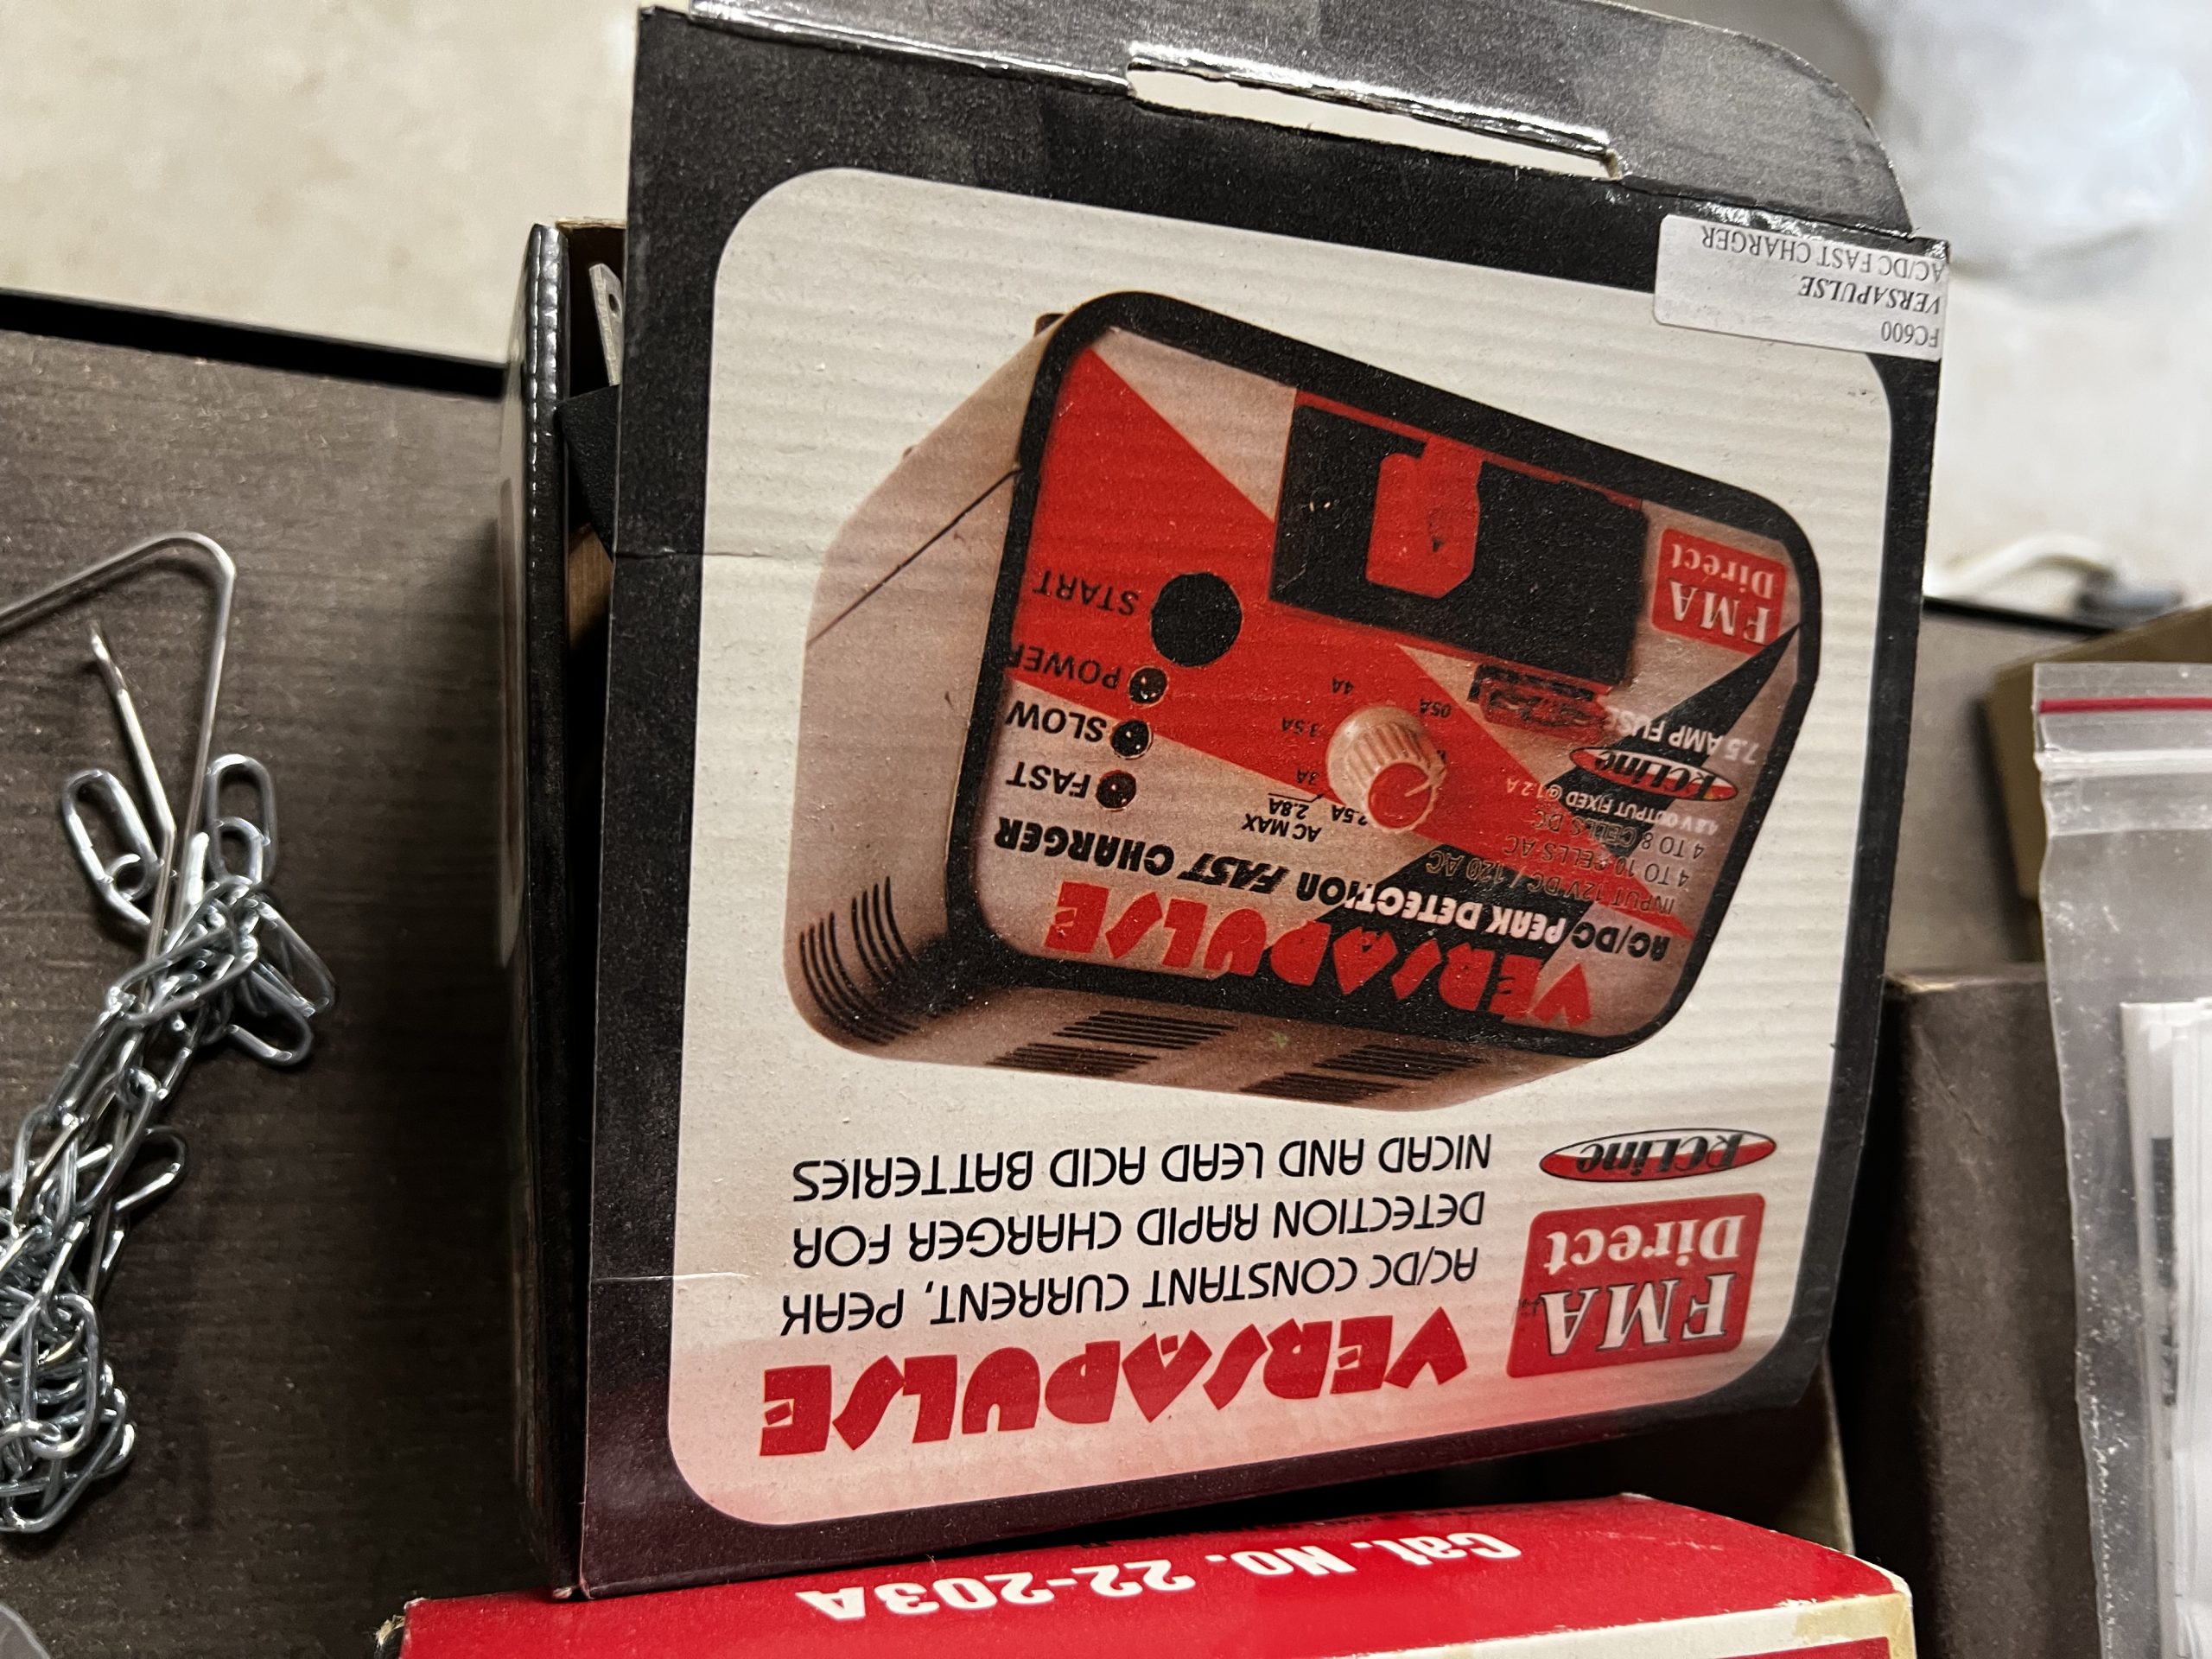 VERSAPULSE
AC/DC CONSTANT CURRENT, PEAK
DETECTION RAPID CHARGER FOR
NICAD AND LEAD ACID BATTERIES
FMA
Direct
RCLine
VERSAPULSE
AC/DC PEAK DETECTION FAST CHARGER
INPUT 12V DC / 120 AC
4 TO 10 CELLS AC
4 TO 8 CELLS DC
4.8 V OUTPUT FIXED @ 1.2 A
RCLine
7.5 AMP FUSE
AC MAX
2.8A
2.5A
3A
3.5A
4A
05A
FAST
SLOW
POWER
START
FMA
Direct
FC600
VERSAPULSE
AC/DC FAST CHARGER
Cat. No. 22-203A